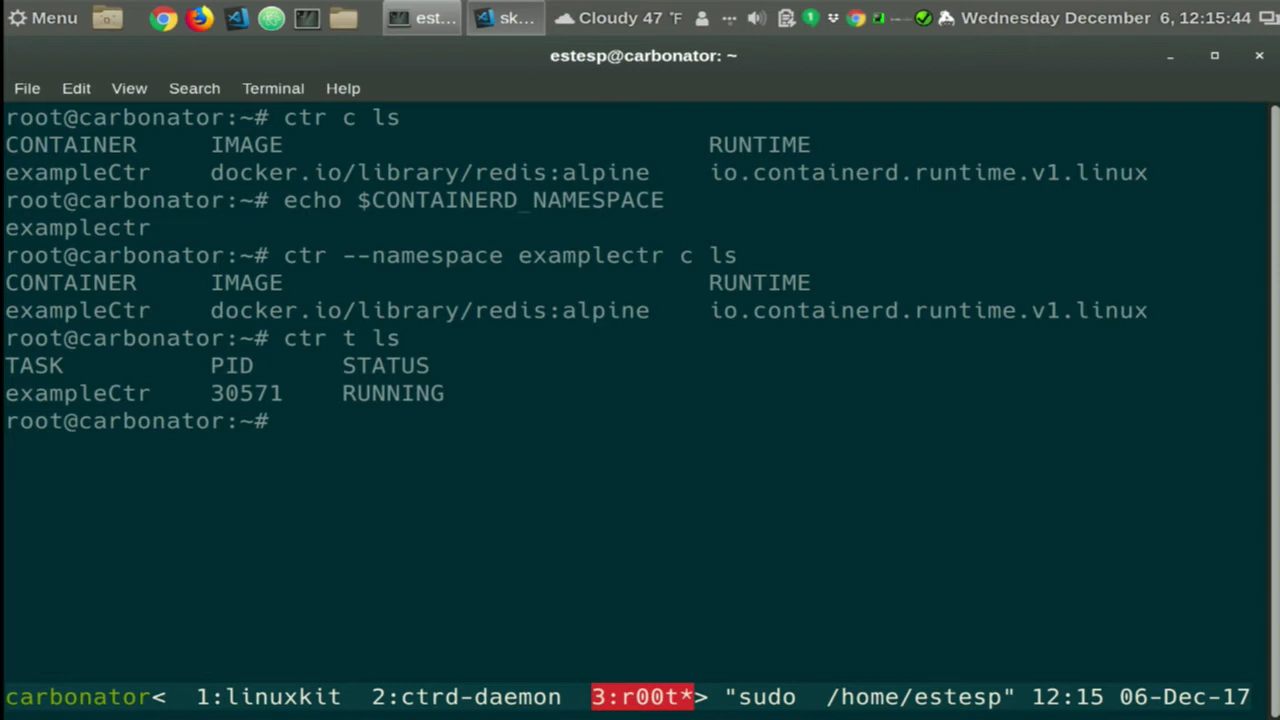 Menu est... sk... Cloudy 47 °F Wednesday December 6, 12:15:44
estesp@carbonator: ~
File Edit View Search Terminal Help
root@carbonator:~# ctr c ls
CONTAINER IMAGE RUNTIME
exampleCtr docker.io/library/redis:alpine io.containerd.runtime.v1.linux
root@carbonator:~# echo $CONTAINERD_NAMESPACE
examplectr
root@carbonator:~# ctr --namespace examplectr c ls
CONTAINER IMAGE RUNTIME
exampleCtr docker.io/library/redis:alpine io.containerd.runtime.v1.linux
root@carbonator:~# ctr t ls
TASK PID STATUS
exampleCtr 30571 RUNNING
root@carbonator:~#
carbonator< 1:linuxkit 2:ctrd-daemon 3:r00t*> "sudo /home/estesp" 12:15 06-Dec-17